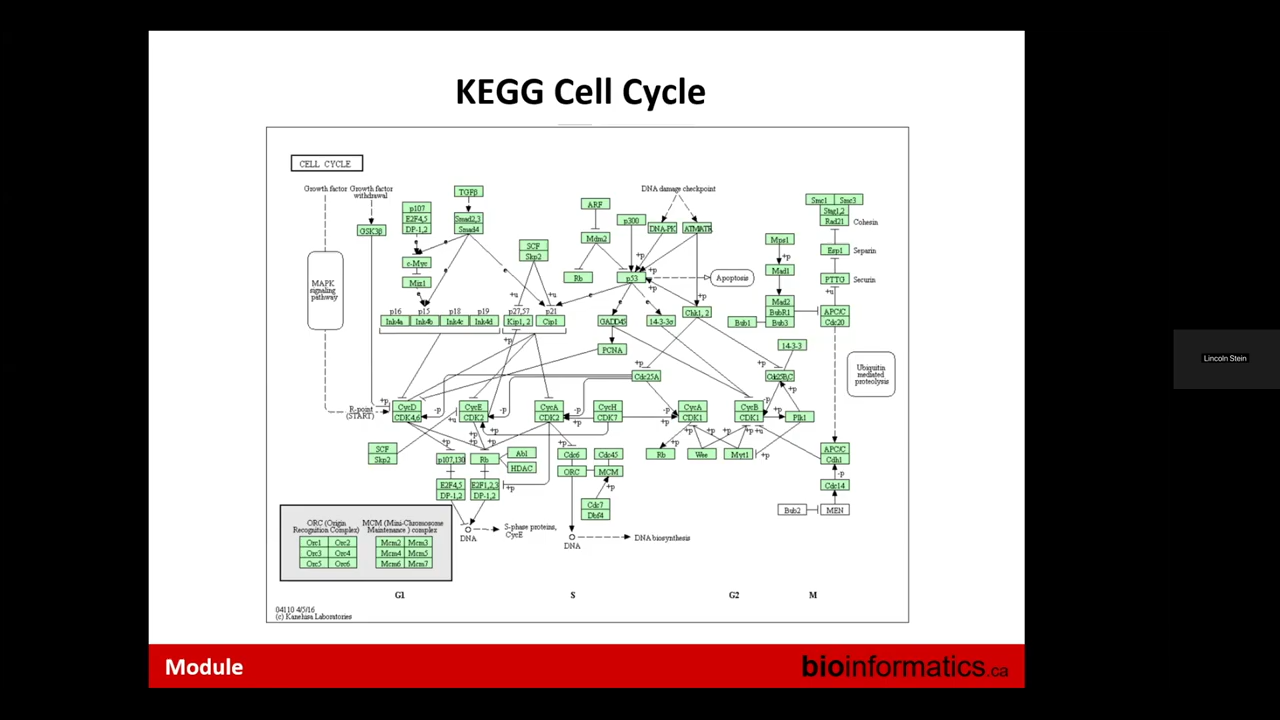 KEGG Cell Cycle
CELL CYCLE
Growth factor
Growth factor
withdrawal
TGFβ
DNA damage checkpoint
p107
E2F4,5
DP-1,2
Smad2,3
Smad4
GSK3β
ARF
p300
DNA-PK
ATMATR
Smc1
Smc3
Stag1,2
Rad21
Cohesin
Mdm2
Mps1
+p
Esp1
Separin
SCF
Skp2
c-Myc
Miz1
Rb
p53
Apoptosis
Mad1
PTTG
Securin
MAPK
signaling
pathway
e
e
e
e
+u
+u
+p
+p
+p
+p
+u
p16
p15
p18
p19
p27,57
p21
Ink4a
Ink4b
Ink4c
Ink4d
Kip1, 2
Cip1
GADD45
14-3-3σ
Chk1, 2
Bub1
Mad2
BubR1
Bub3
APC/C
Cdc20
PCNA
14-3-3
Cdc25A
Cdc25B,C
Ubiquitin
mediated
proteolysis
R-point
(START)
CycD
CDK4,6
CycE
CDK2
CycA
CDK2
CycH
CDK7
CycA
CDK1
CycB
CDK1
Plk1
SCF
Skp2
p107,130
Rb
Abl
HDAC
Cdc6
Cdc45
ORC
MCM
Rb
Wee
Myt1
APC/C
Cdh1
E2F4,5
DP-1,2
E2F1,2,3
DP-1,2
Cdc7
Dbf4
Cdc14
Bub2
MEN
DNA
S-phase proteins,
CycE
DNA
DNA biosynthesis
ORC (Origin
Recognition Complex)
MCM (Mini-Chromosome
Maintenance ) complex
Orc1 Orc2 Mcm2 Mcm3
Orc3 Orc4 Mcm4 Mcm5
Orc5 Orc6 Mcm6 Mcm7
G1 S G2 M
04110 4/5/16
(c) Kanehisa Laboratories
Module
bioinformatics.ca
Lincoln Stein